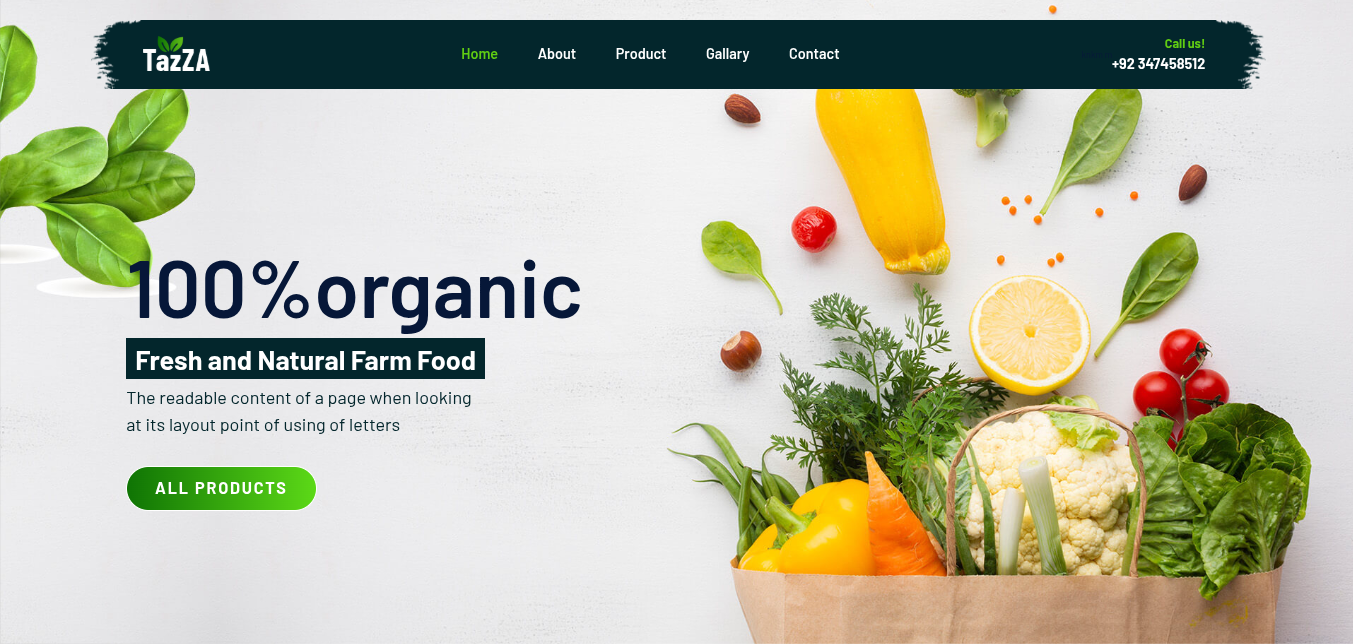 TazZA
Home About Product Gallary Contact
Call us!
+92 347458512
100%organic
Fresh and Natural Farm Food
The readable content of a page when looking
at its layout point of using of letters
ALL PRODUCTS